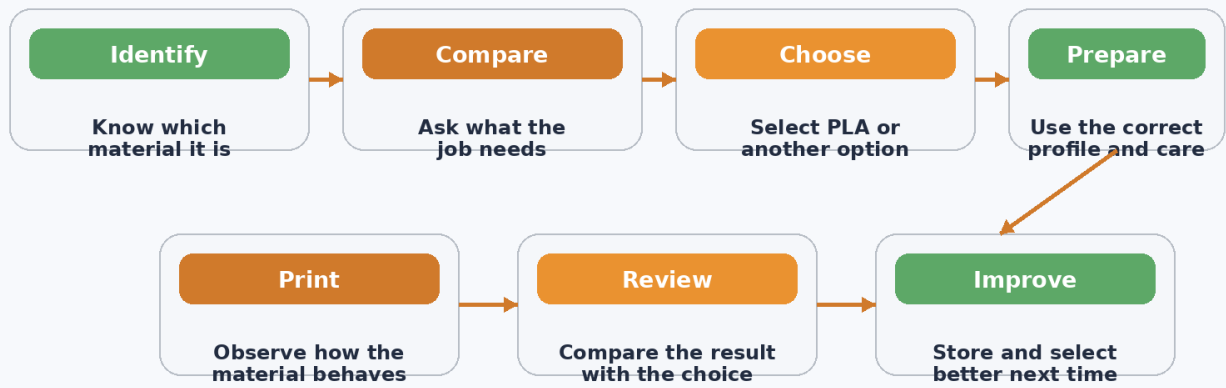 Identify
Know which
material it is
Compare
Ask what the
job needs
Choose
Select PLA or
another option
Prepare
Use the correct
profile and care
Print
Observe how the
material behaves
Review
Compare the result
with the choice
Improve
Store and select
better next time